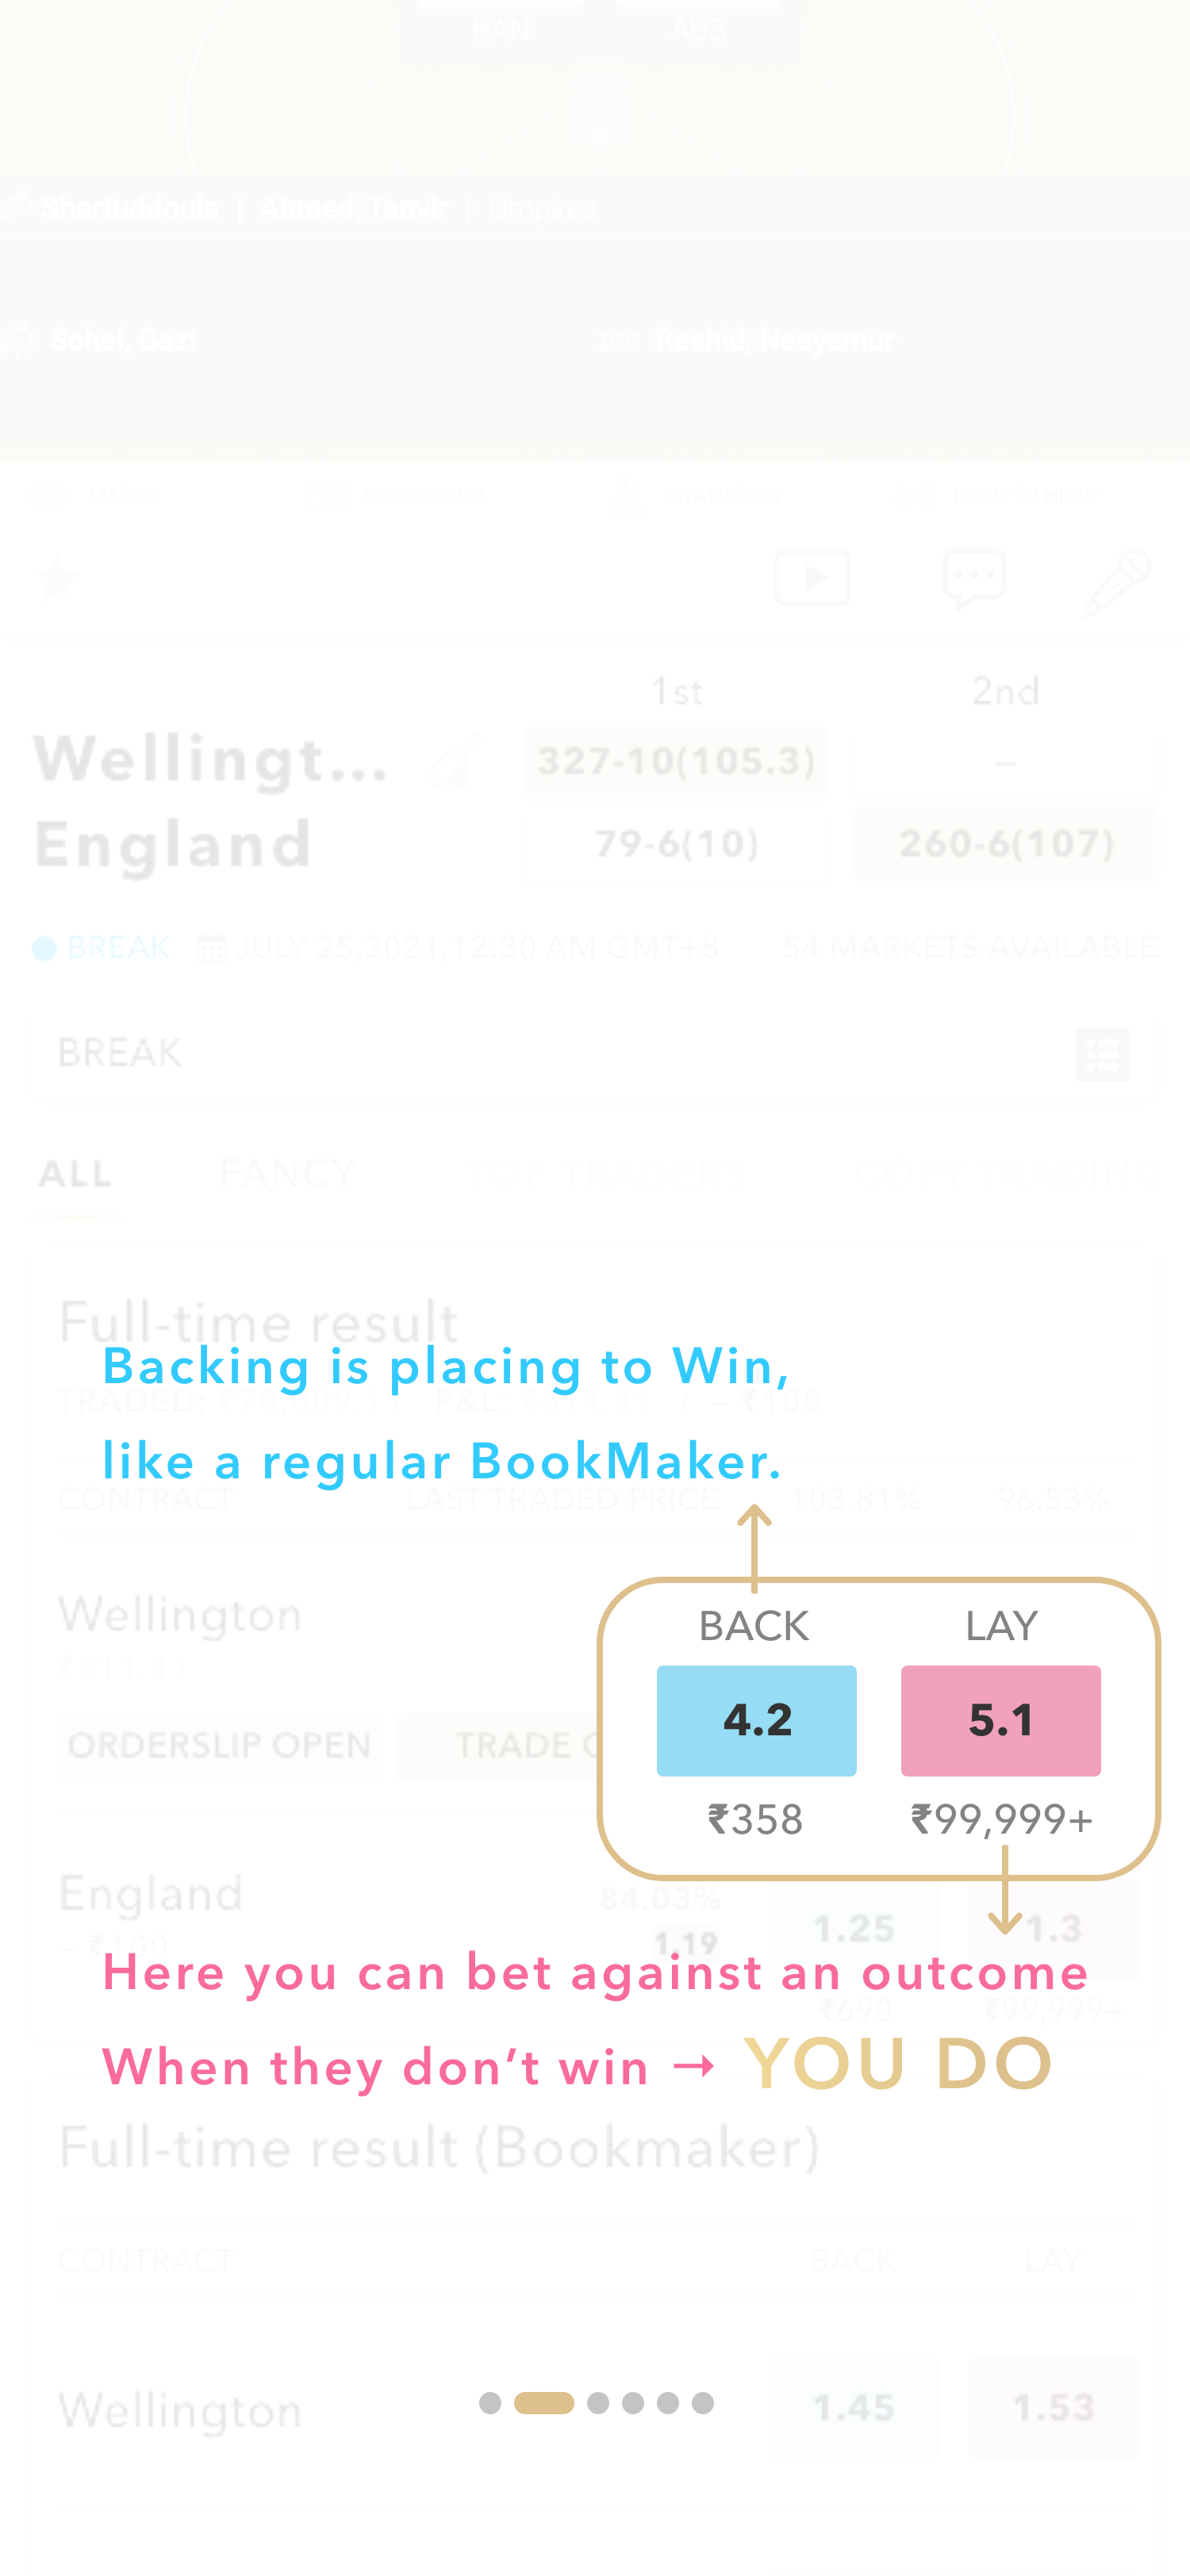 BAN AUS
Sharfuddoula | Ahmed, Tanvir | Umpires
Sohel, Gazi ICC Rashid, Neeyamur
MATCH SCORECARD STATISTICS HEAD TO HEAD
1st 2nd
Wellingt... 327-10(105.3) –
England 79-6(10) 260-6(107)
BREAK JULY 25,2021,12:30 AM GMT+8 54 MARKETS AVAILABLE
BREAK
ALL FANCY TOP TRADERS COPY TRADING
Full-time result
Backing is placing to Win,
TRADED: P&L: – ₹100
like a regular BookMaker.
CONTRACT LAST TRADED PRICE 103.81% 96.53%
Wellington
₹811.11
BACK LAY
4.2 5.1
₹358 ₹99,999+
ORDERSLIP OPEN TRADE
England 84.03%
– ₹100 1.19 1.25 1.3
₹690 ₹99,999+
Here you can bet against an outcome
When they don’t win → YOU DO
Full-time result (Bookmaker)
CONTRACT BACK LAY
Wellington 1.45 1.53